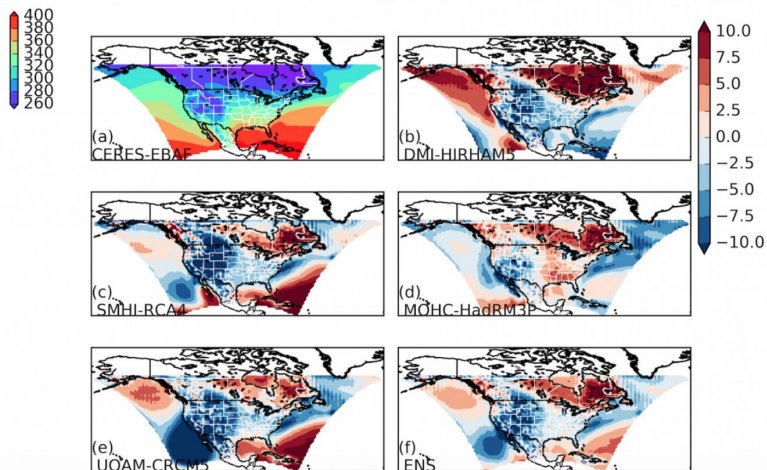 400
380
360
340
320
300
280
260
10.0
7.5
5.0
2.5
0.0
−2.5
−5.0
−7.5
−10.0
(a)
CERES-EBAF
(b)
DMI-HIRHAM5
(c)
SMHI-RCA4
(d)
MOHC-HadRM3P
(e)
UQAM-CRCM5
(f)
ENS